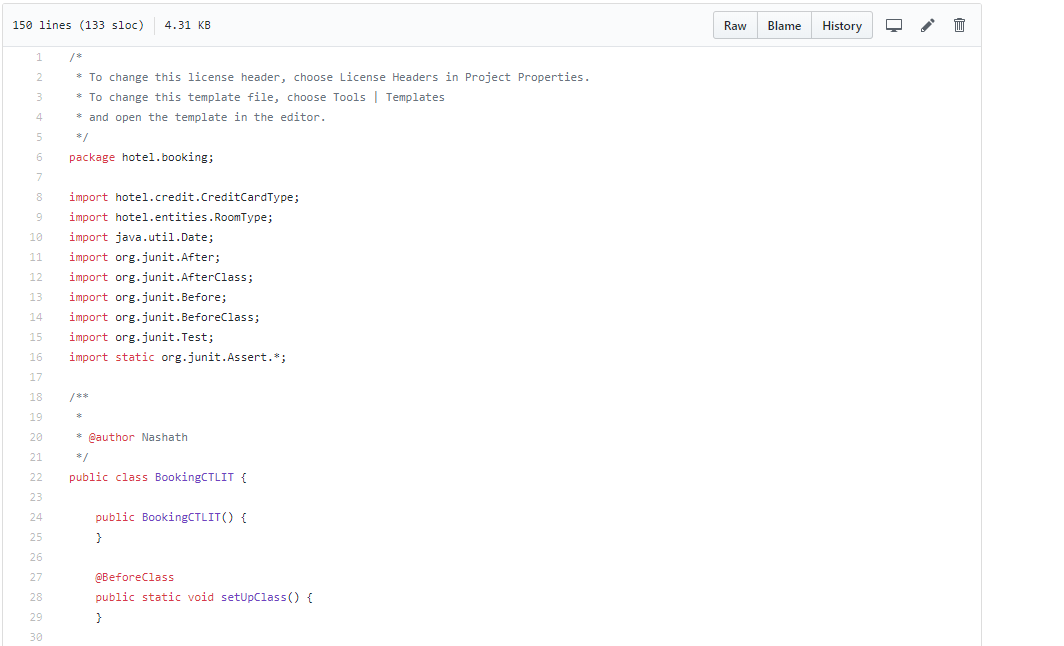 150 lines (133 sloc) 4.31 KB Raw Blame History
1 /*
2 * To change this license header, choose License Headers in Project Properties.
3 * To change this template file, choose Tools | Templates
4 * and open the template in the editor.
5 */
6 package hotel.booking;
7
8 import hotel.credit.CreditCardType;
9 import hotel.entities.RoomType;
10 import java.util.Date;
11 import org.junit.After;
12 import org.junit.AfterClass;
13 import org.junit.Before;
14 import org.junit.BeforeClass;
15 import org.junit.Test;
16 import static org.junit.Assert.*;
17
18 /**
19 *
20 * @author Nashath
21 */
22 public class BookingCTLIT {
23
24 public BookingCTLIT() {
25 }
26
27 @BeforeClass
28 public static void setUpClass() {
29 }
30